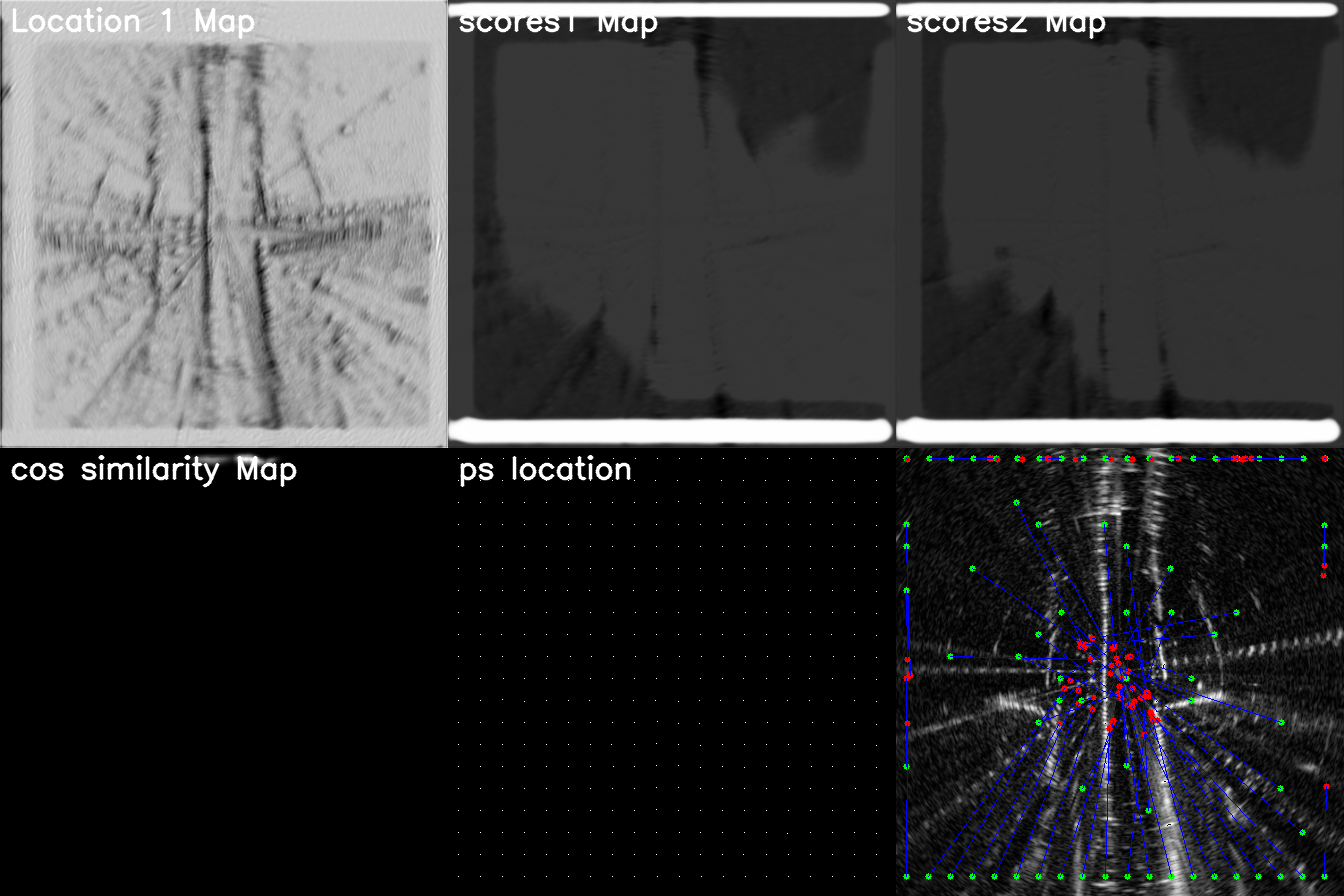 Location 1 Map
scores1 Map
scores2 Map
cos similarity Map
ps location